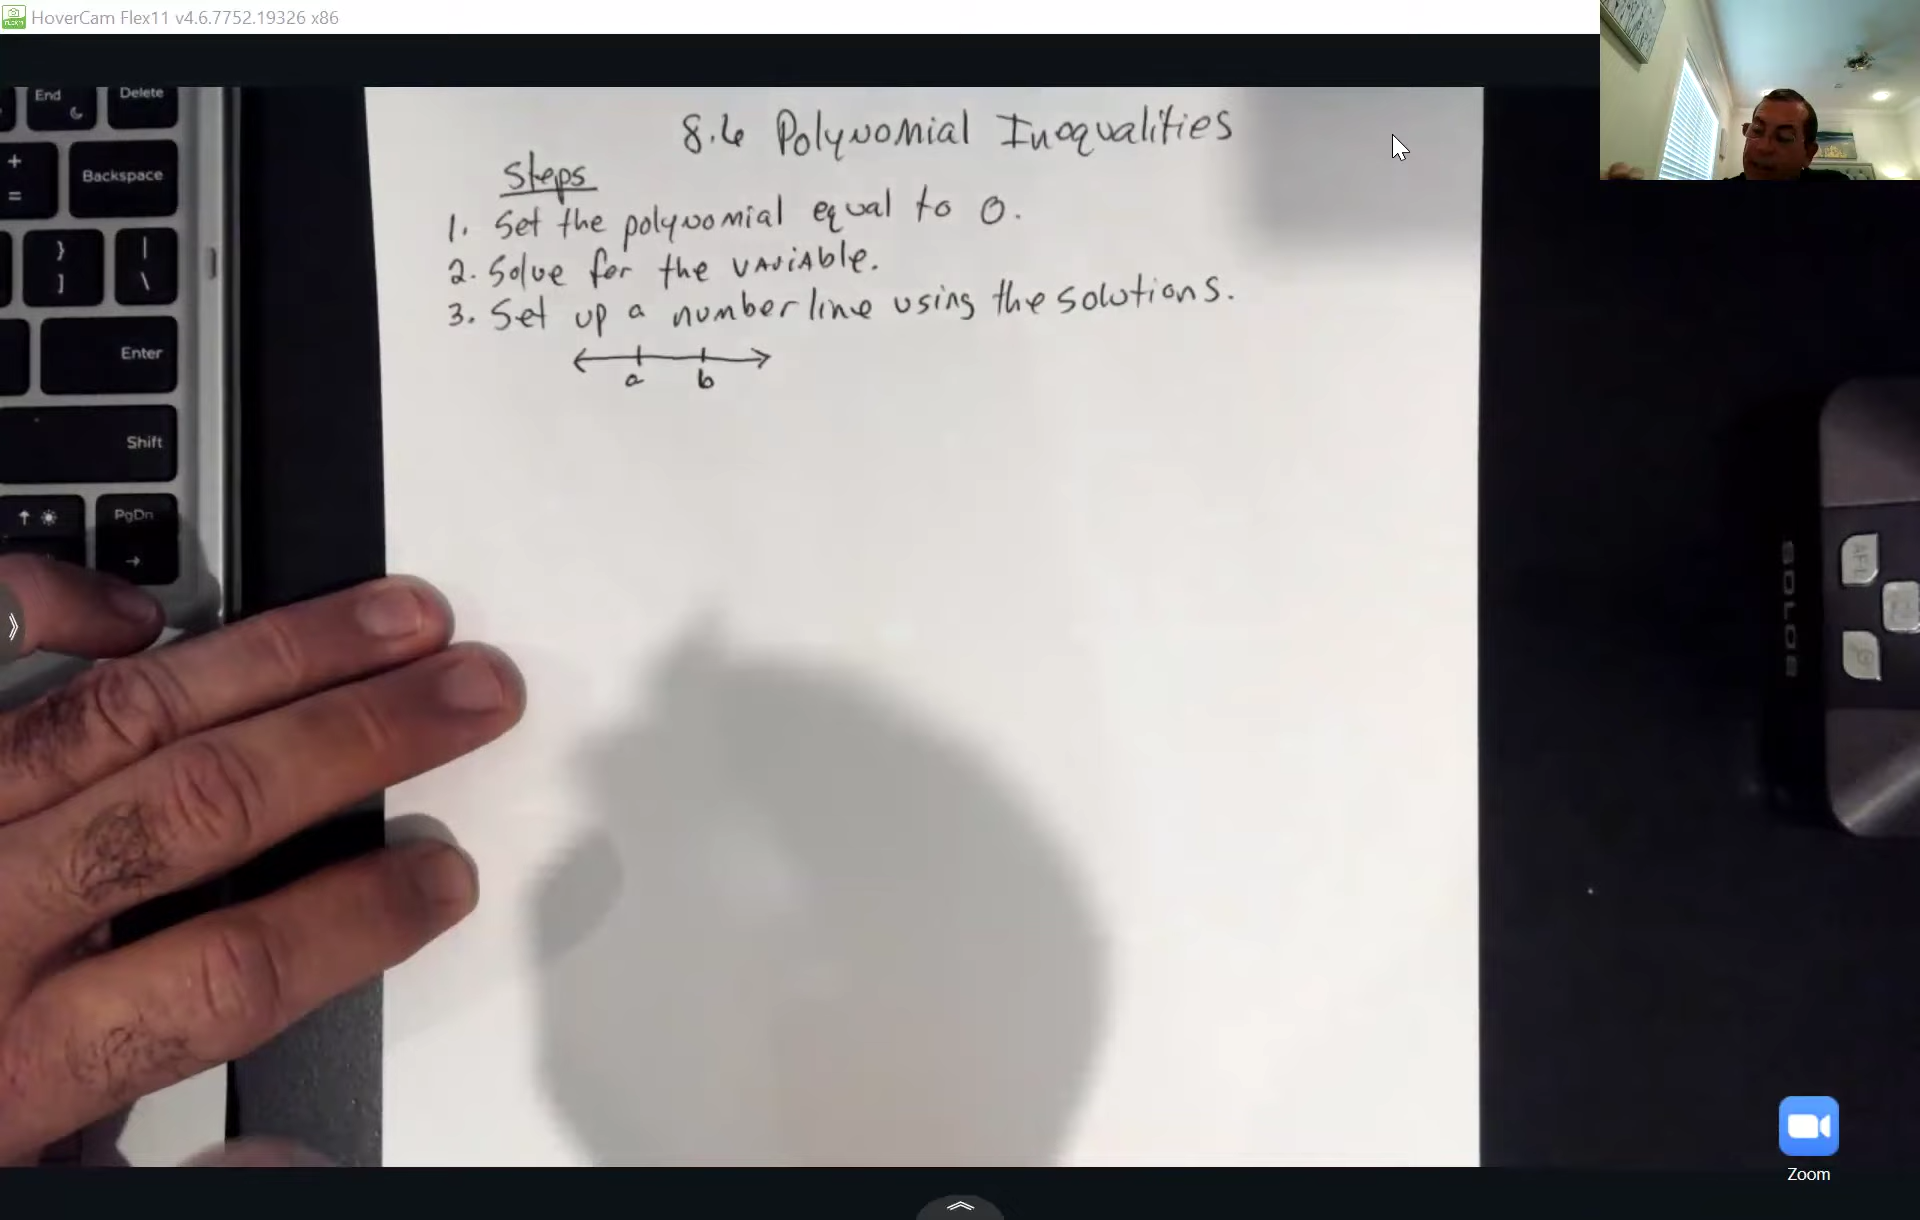 HoverCam Flex11 v4.6.7752.19326 x86
8.6 Polynomial Inequalities
Steps
1. Set the polynomial equal to 0.
2. Solve for the variable.
3. Set up a number line using the solutions.
a b
End
Delete
+
=
Backspace
}
]
|
\
Enter
Shift
PgDn
Zoom